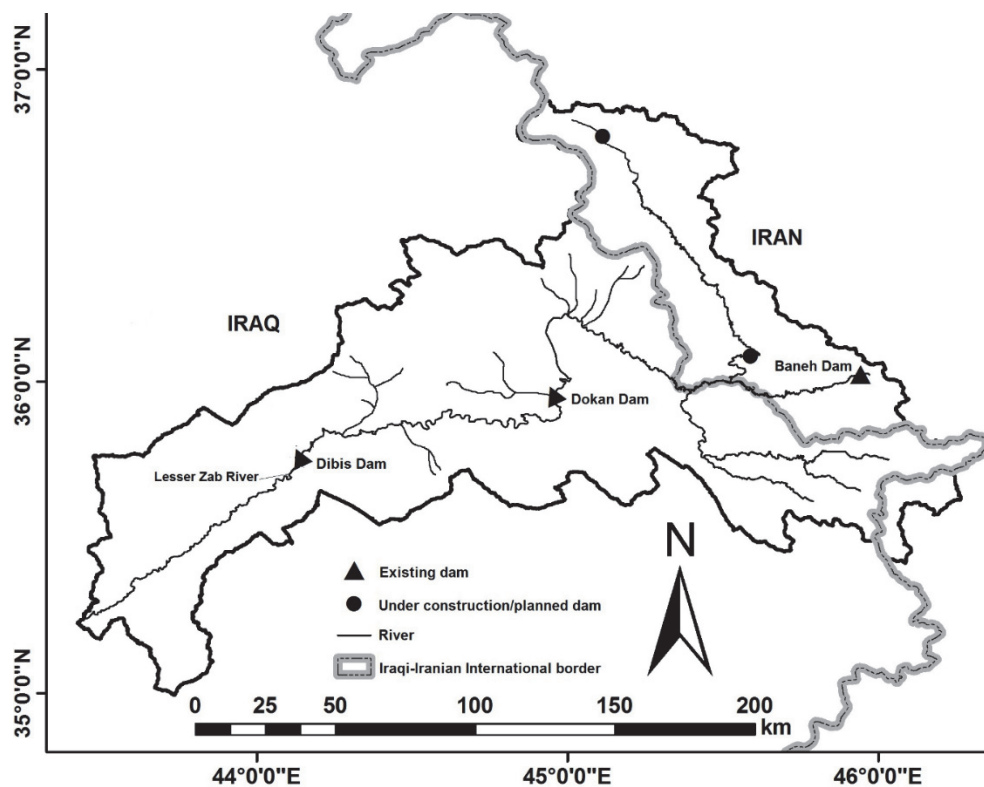 37°0'0"N
IRAN
IRAQ
36°0'0"N
Baneh Dam
Dokan Dam
Dibis Dam
Lesser Zab River
N
Existing dam
Under construction/planned dam
River
Iraqi-Iranian International border
35°0'0"N
0 25 50 100 150 200
km
44°0'0"E 45°0'0"E 46°0'0"E